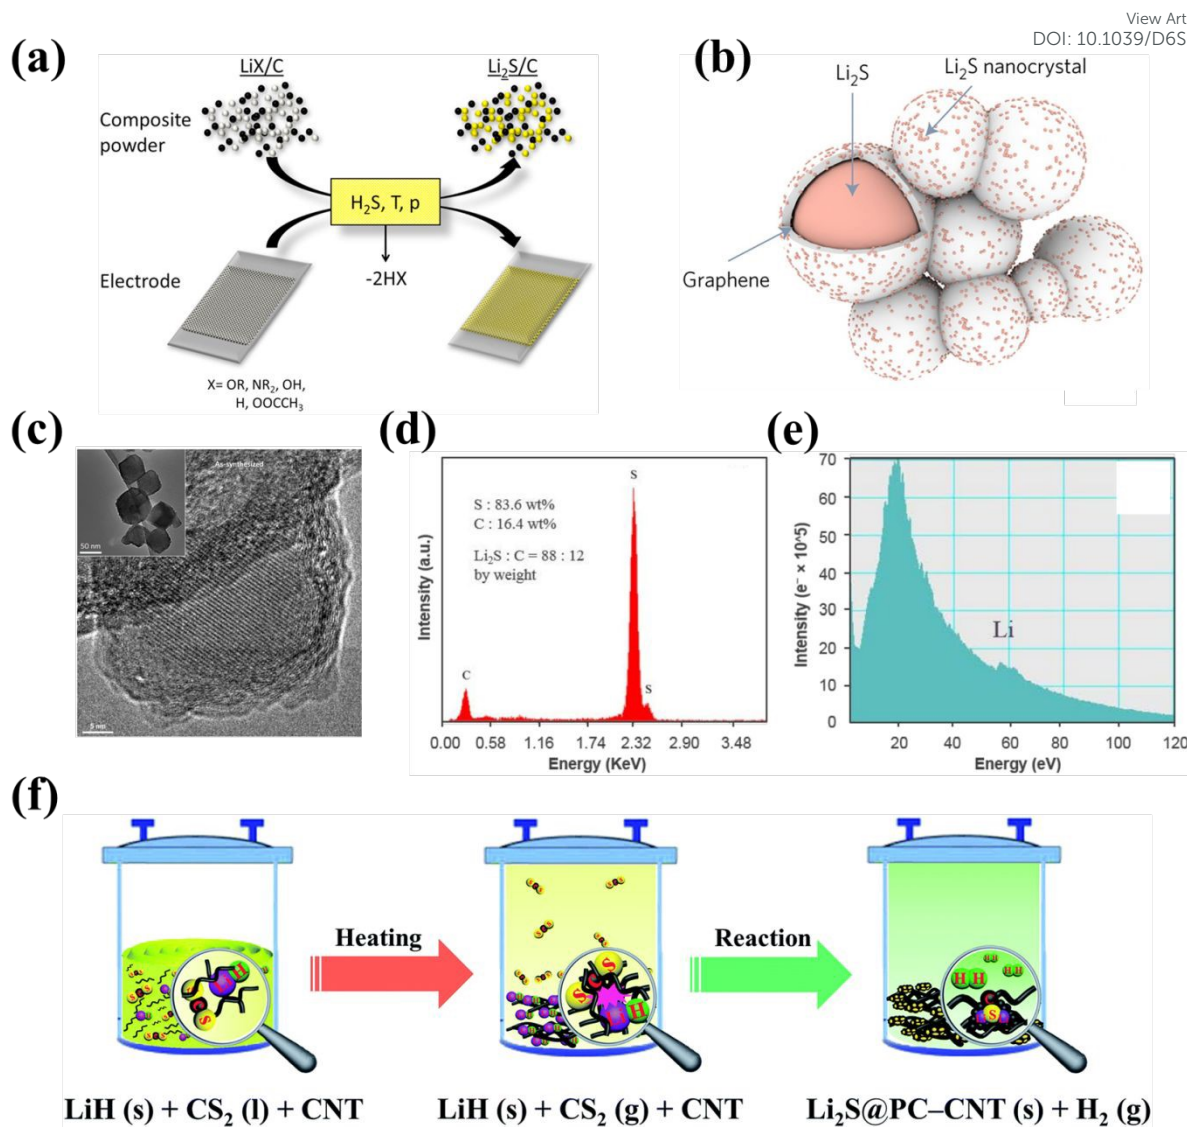 View Art
DOI: 10.1039/D6S
(a)
LiX/C
Li₂S/C
Composite
powder
H₂S, T, p
-2HX
Electrode
X= OR, NR₂, OH,
H, OOCCH₃
(b)
Li₂S
Li₂S nanocrystal
Graphene
(c)
As-synthesized
50 nm
5 nm
(d)
Intensity (a.u.)
S : 83.6 wt%
C : 16.4 wt%
Li₂S : C = 88 : 12
by weight
S
C
S
0.00 0.58 1.16 1.74 2.32 2.90 3.48
Energy (KeV)
(e)
Intensity (e⁻ × 10^5)
70
60
50
40
30
20
10
0
Li
20 40 60 80 100 120
Energy (eV)
(f)
Heating
Reaction
LiH (s) + CS₂ (l) + CNT
LiH (s) + CS₂ (g) + CNT
Li₂S@PC–CNT (s) + H₂ (g)
S
H
S
S
H
H H
H H
H H
S